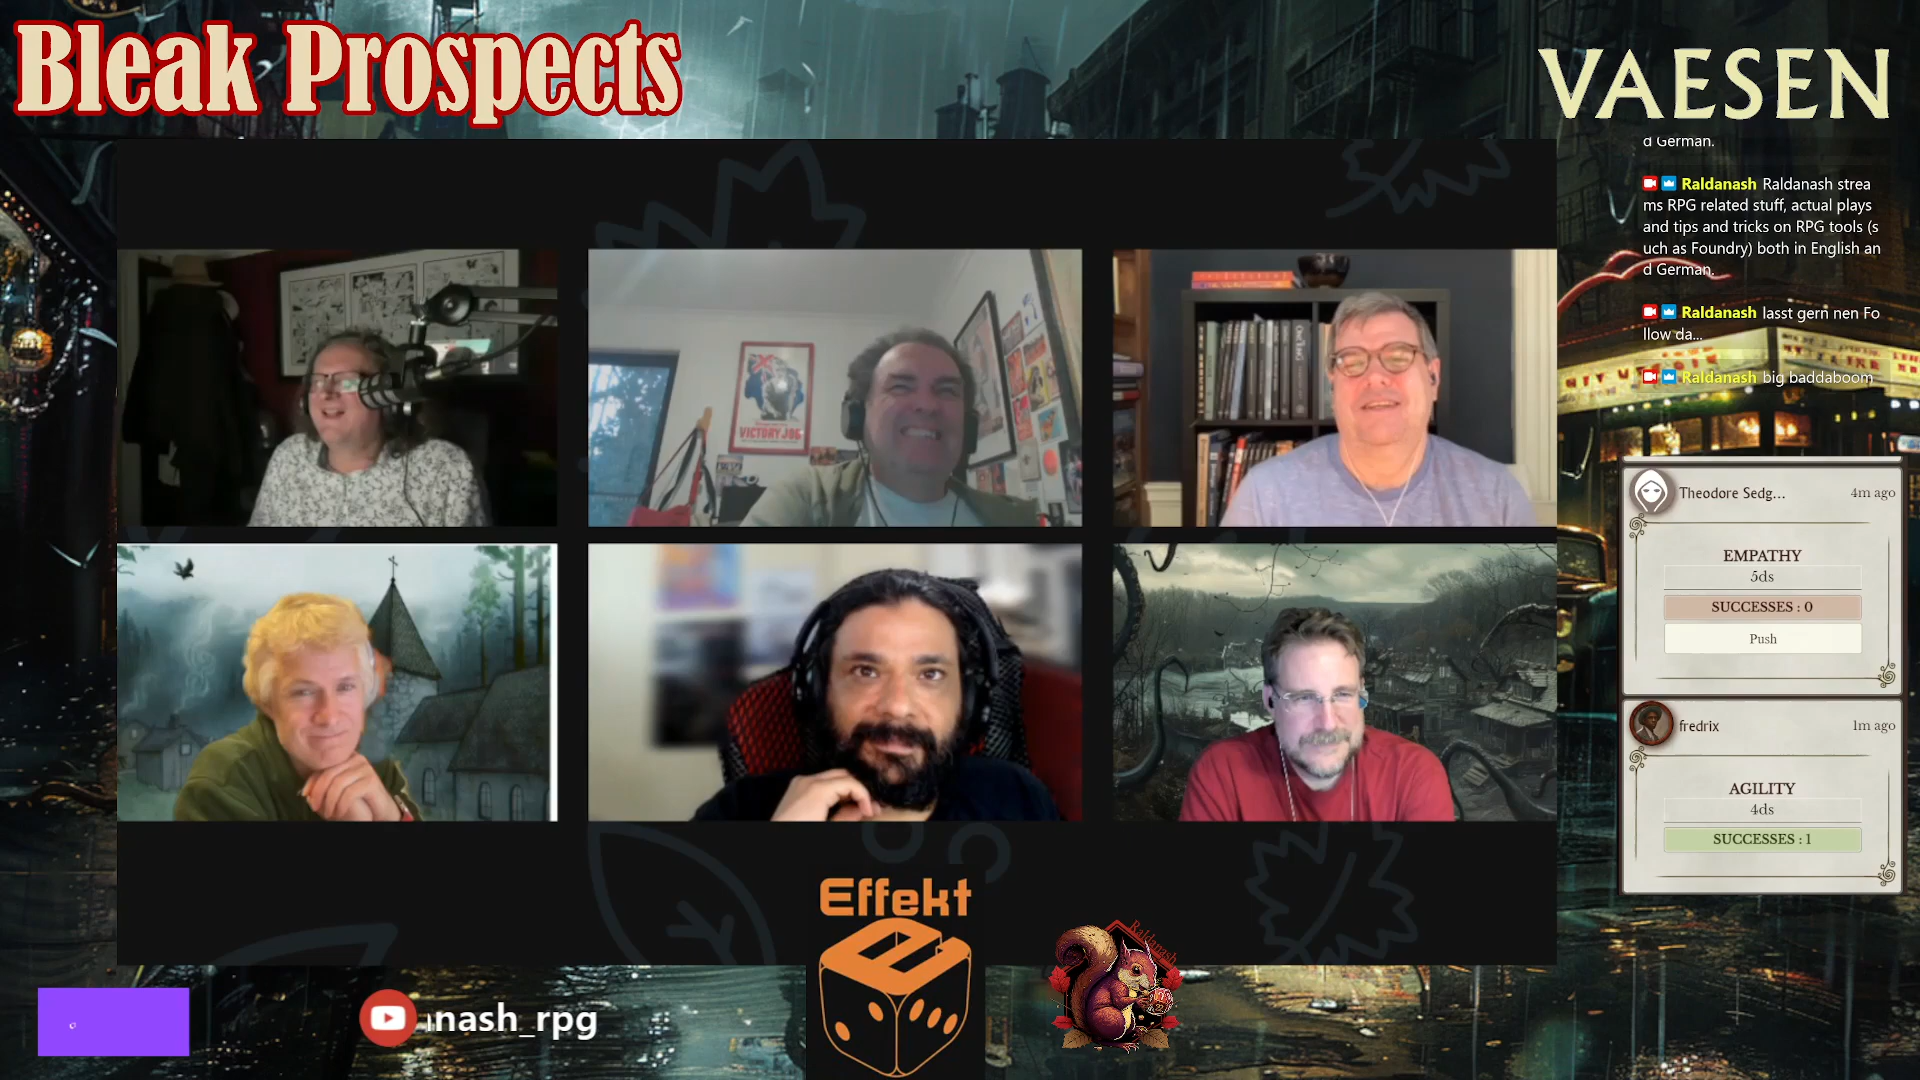 Bleak Prospects
VAESEN
d German.
Raldanash Raldanash strea
ms RPG related stuff, actual plays
and tips and tricks on RPG tools (s
uch as Foundry) both in English an
d German.
Raldanash lasst gern nen Fo
llow da...
Raldanash big baddaboom
VICTORY JOB
Theodore Sedg...
4m ago
EMPATHY
5ds
SUCCESSES : 0
Push
fredrix
1m ago
AGILITY
4ds
SUCCESSES : 1
Effekt
Raldanash
nash_rpg